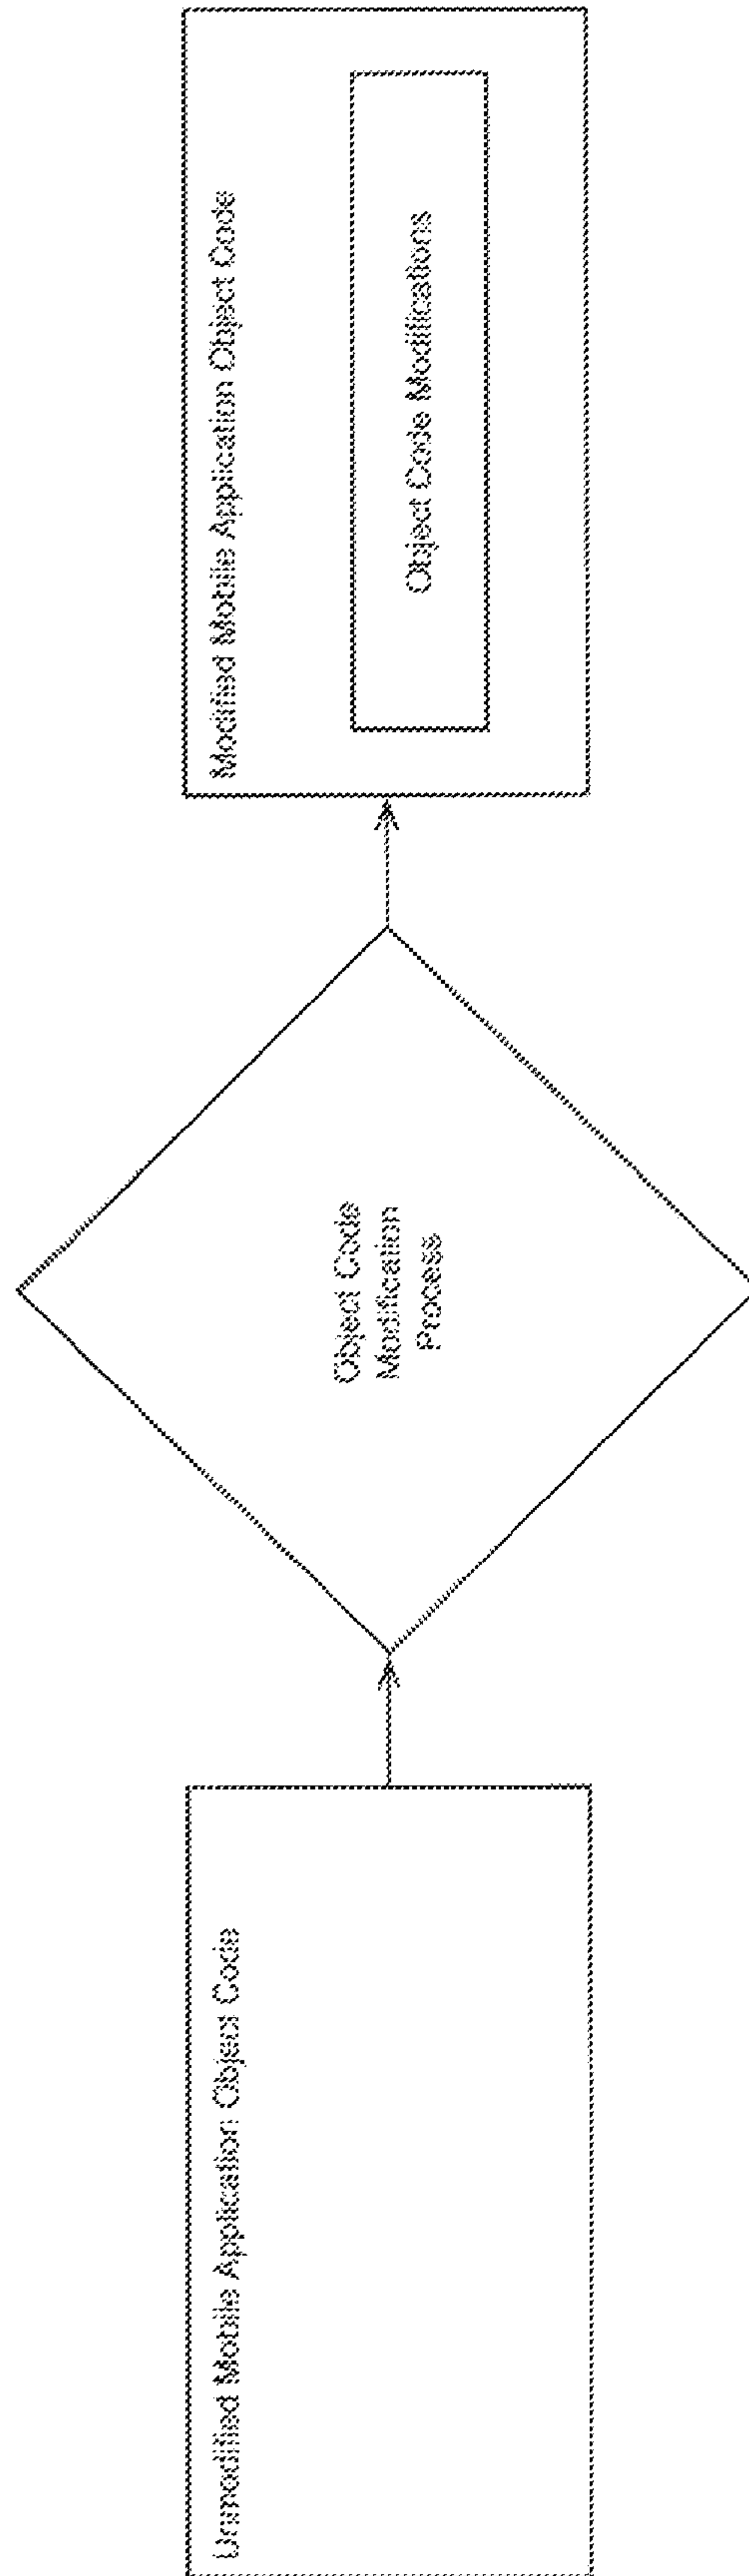 Unmodified Mobile Application Object Code
Object Code
Modification
Process
Modified Mobile Application Object Code
Object Code Modifications